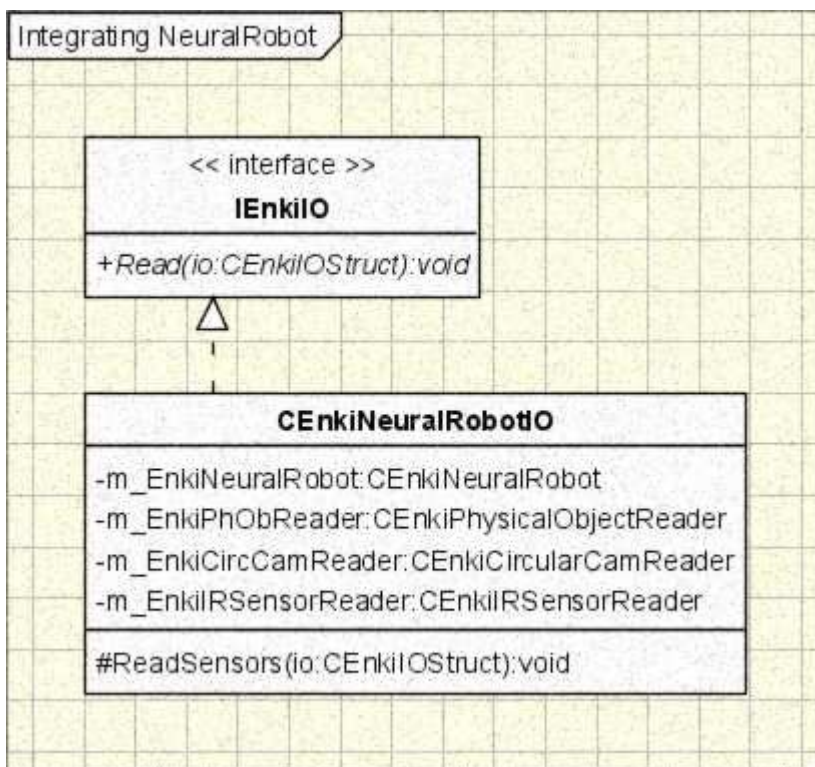 Integrating NeuralRobot
<< interface >>
IEnkiIO
+Read(io:CEnkiIOStruct):void
CEnkiNeuralRobotIO
-m_EnkiNeuralRobot:CEnkiNeuralRobot
-m_EnkiPhObReader:CEnkiPhysicalObjectReader
-m_EnkiCircCamReader:CEnkiCircularCamReader
-m_EnkiIRSensorReader:CEnkiIRSensorReader
#ReadSensors(io:CEnkiIOStruct):void